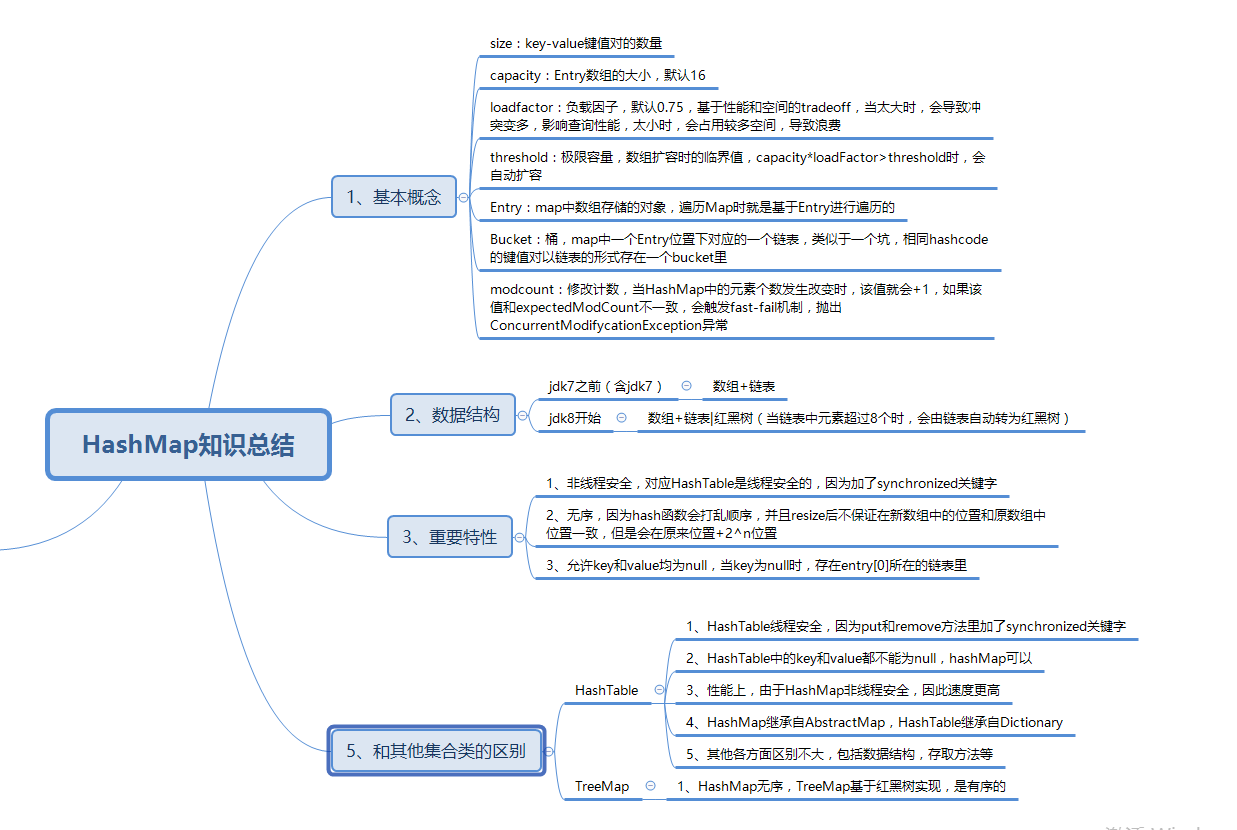 size：key-value键值对的数量
capacity：Entry数组的大小，默认16
loadfactor：负载因子，默认0.75，基于性能和空间的tradeoff，当太大时，会导致冲
突变多，影响查询性能，太小时，会占用较多空间，导致浪费
threshold：极限容量，数组扩容时的临界值，capacity*loadFactor>threshold时，会
自动扩容
1、基本概念
Entry：map中数组存储的对象，遍历Map时就是基于Entry进行遍历的
Bucket：桶，map中一个Entry位置下对应的一个链表，类似于一个坑，相同hashcode
的键值对以链表的形式存在一个bucket里
modcount：修改计数，当HashMap中的元素个数发生改变时，该值就会+1，如果该
值和expectedModCount不一致，会触发fast-fail机制，抛出
ConcurrentModifycationException异常
jdk7之前（含jdk7）
数组+链表
2、数据结构
jdk8开始
数组+链表|红黑树（当链表中元素超过8个时，会由链表自动转为红黑树）
HashMap知识总结
1、非线程安全，对应HashTable是线程安全的，因为加了synchronized关键字
2、无序，因为hash函数会打乱顺序，并且resize后不保证在新数组中的位置和原数组中
位置一致，但是会在原来位置+2^n位置
3、重要特性
3、允许key和value均为null，当key为null时，存在entry[0]所在的链表里
1、HashTable线程安全，因为put和remove方法里加了synchronized关键字
2、HashTable中的key和value都不能为null，hashMap可以
HashTable
3、性能上，由于HashMap非线程安全，因此速度更高
4、HashMap继承自AbstractMap，HashTable继承自Dictionary
5、和其他集合类的区别
5、其他各方面区别不大，包括数据结构，存取方法等
TreeMap
1、HashMap无序，TreeMap基于红黑树实现，是有序的